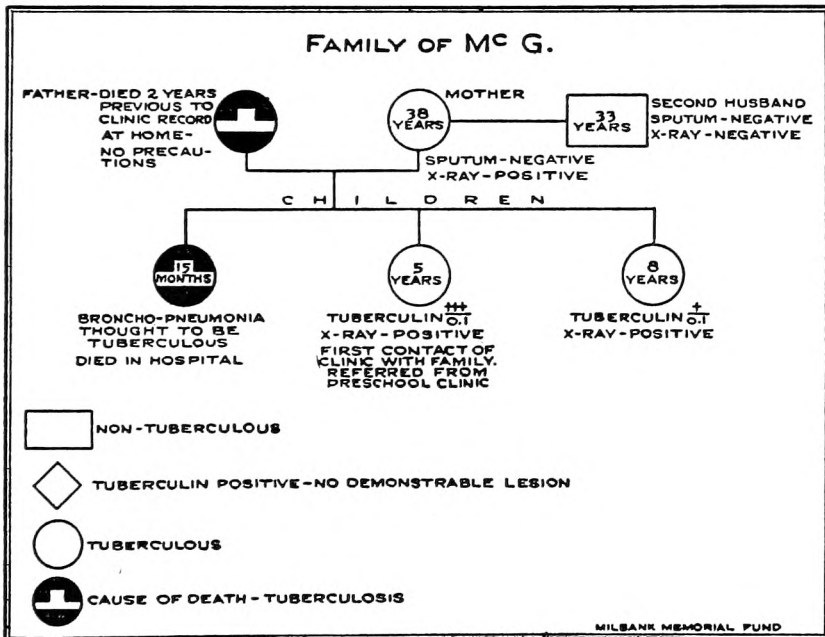 FAMILY OF Mc G.
FATHER-DIED 2 YEARS
PREVIOUS TO
CLINIC RECORD
AT HOME-
NO PRECAU-
TIONS
38
YEARS
MOTHER
SPUTUM-NEGATIVE
X-RAY-POSITIVE
33
YEARS
SECOND HUSBAND
SPUTUM-NEGATIVE
X-RAY-NEGATIVE
CHILDREN
15
MONTHS
BRONCHO-PNEUMONIA
THOUGHT TO BE
TUBERCULOUS
DIED IN HOSPITAL
5
YEARS
TUBERCULIN +++/0.1
X-RAY-POSITIVE
FIRST CONTACT OF
CLINIC WITH FAMILY.
REFERRED FROM
PRESCHOOL CLINIC
8
YEARS
TUBERCULIN +/0.1
X-RAY-POSITIVE
NON-TUBERCULOUS
TUBERCULIN POSITIVE-NO DEMONSTRABLE LESION
TUBERCULOUS
CAUSE OF DEATH-TUBERCULOSIS
MILBANK MEMORIAL FUND